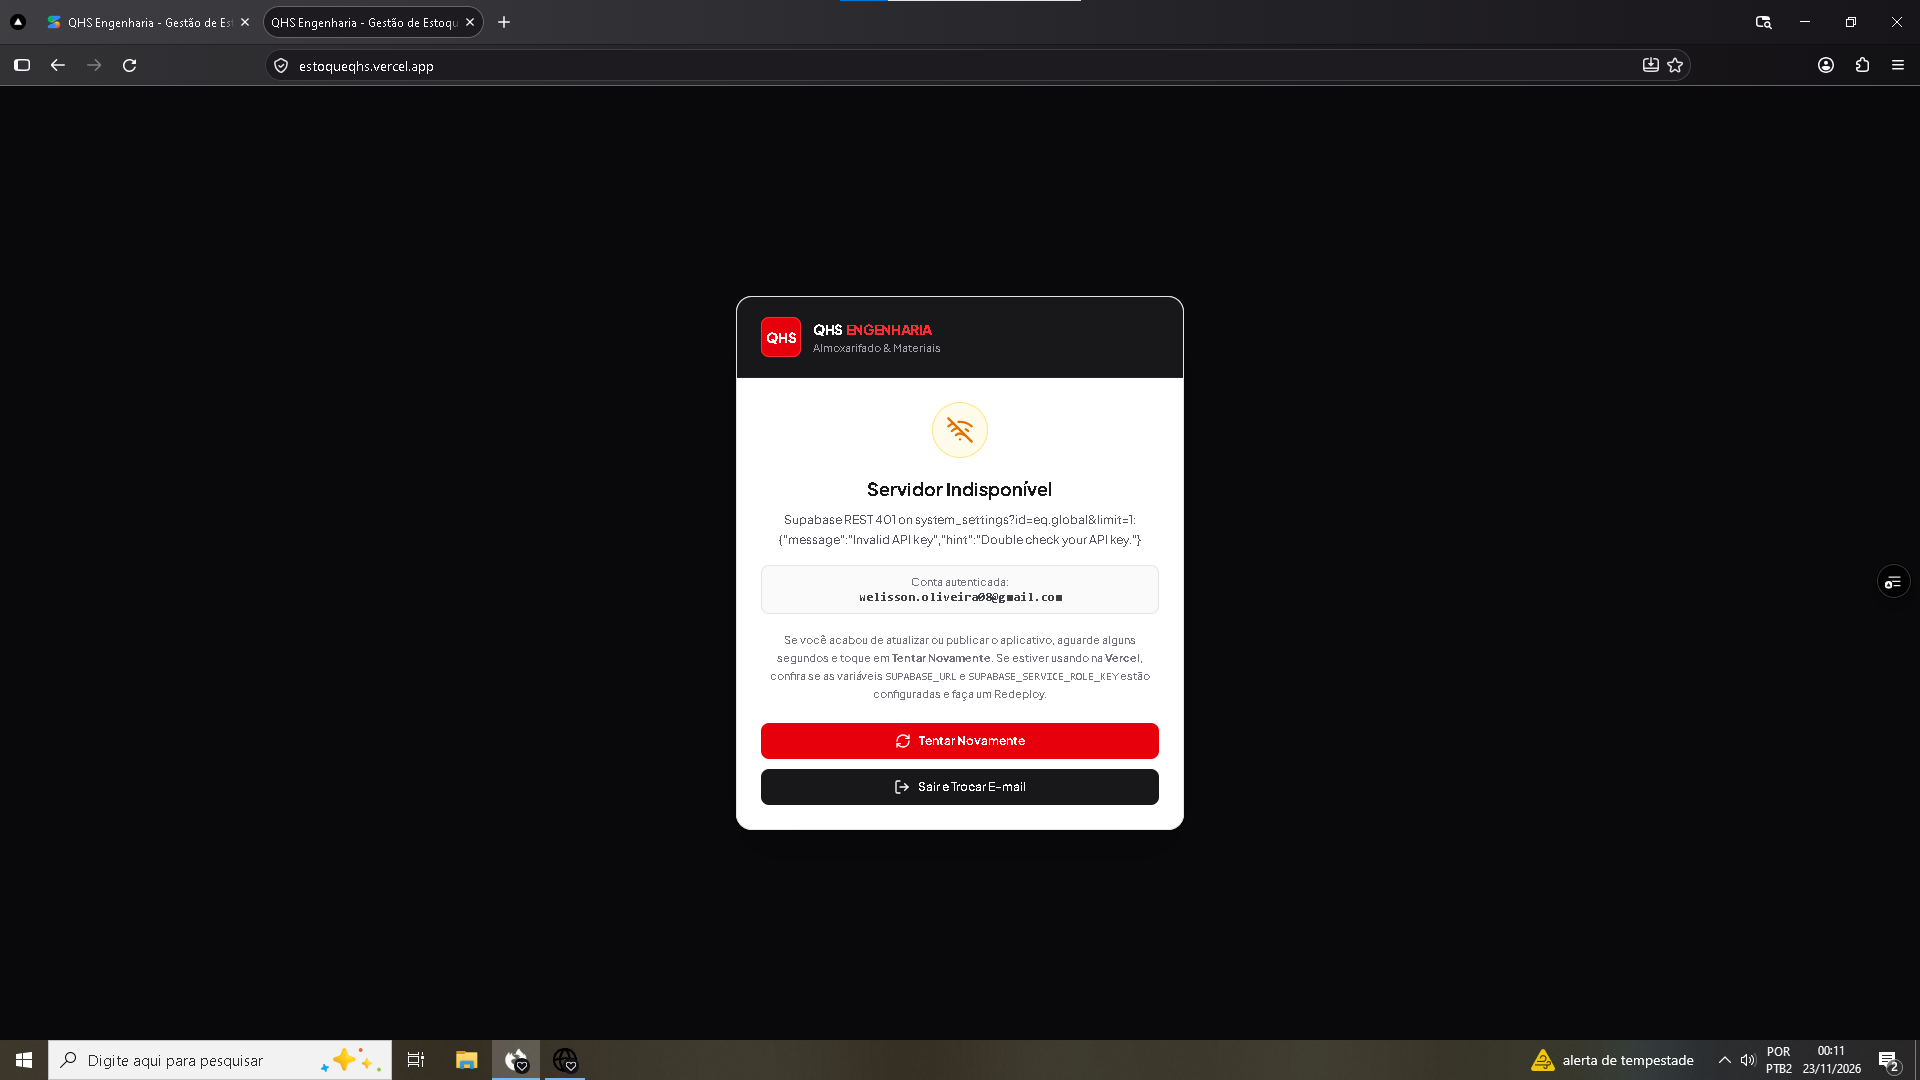 QHS Engenharia - Gestão de Est
QHS Engenharia - Gestão de Estoqu
estoqueqhs.vercel.app
QHS
QHS ENGENHARIA
Almoxarifado & Materiais
Servidor Indisponível
Supabase REST 401 on system_settings?id=eq.global&limit=1:
{"message":"Invalid API key","hint":"Double check your API key."}
Conta autenticada:
welisson.oliveira08@gmail.com
Se você acabou de atualizar ou publicar o aplicativo, aguarde alguns
segundos e toque em Tentar Novamente. Se estiver usando na Vercel,
confira se as variáveis SUPABASE_URL e SUPABASE_SERVICE_ROLE_KEY estão
configuradas e faça um Redeploy.
Tentar Novamente
Sair e Trocar E-mail
Digite aqui para pesquisar
alerta de tempestade
POR
PTB2
00:11
23/11/2026
2